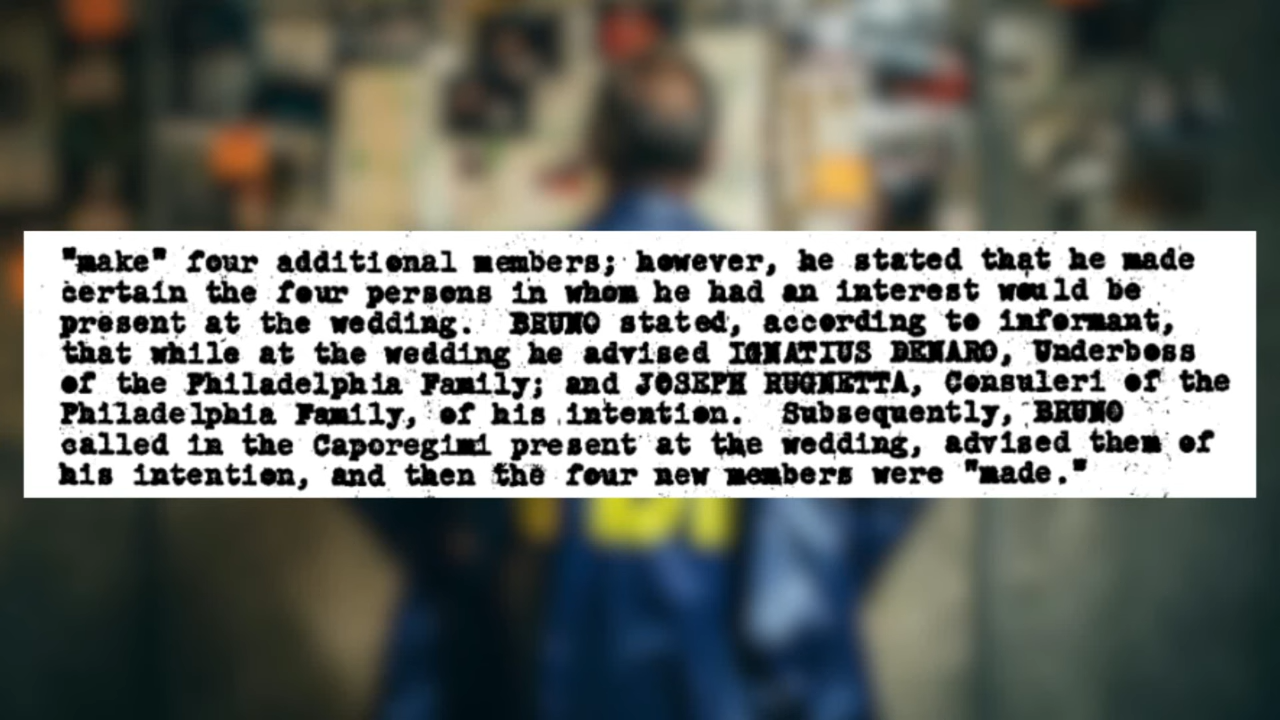 "make" four additional members; however, he stated that he made
certain the four persons in whom he had an interest would be
present at the wedding. BRUNO stated, according to informant,
that while at the wedding he advised IGNATIUS DENARO, Underboss
of the Philadelphia Family; and JOSEPH RUGNETTA, Consuleri of the
Philadelphia Family, of his intention. Subsequently, BRUNO
called in the Caporegimi present at the wedding, advised them of
his intention, and then the four new members were "made."